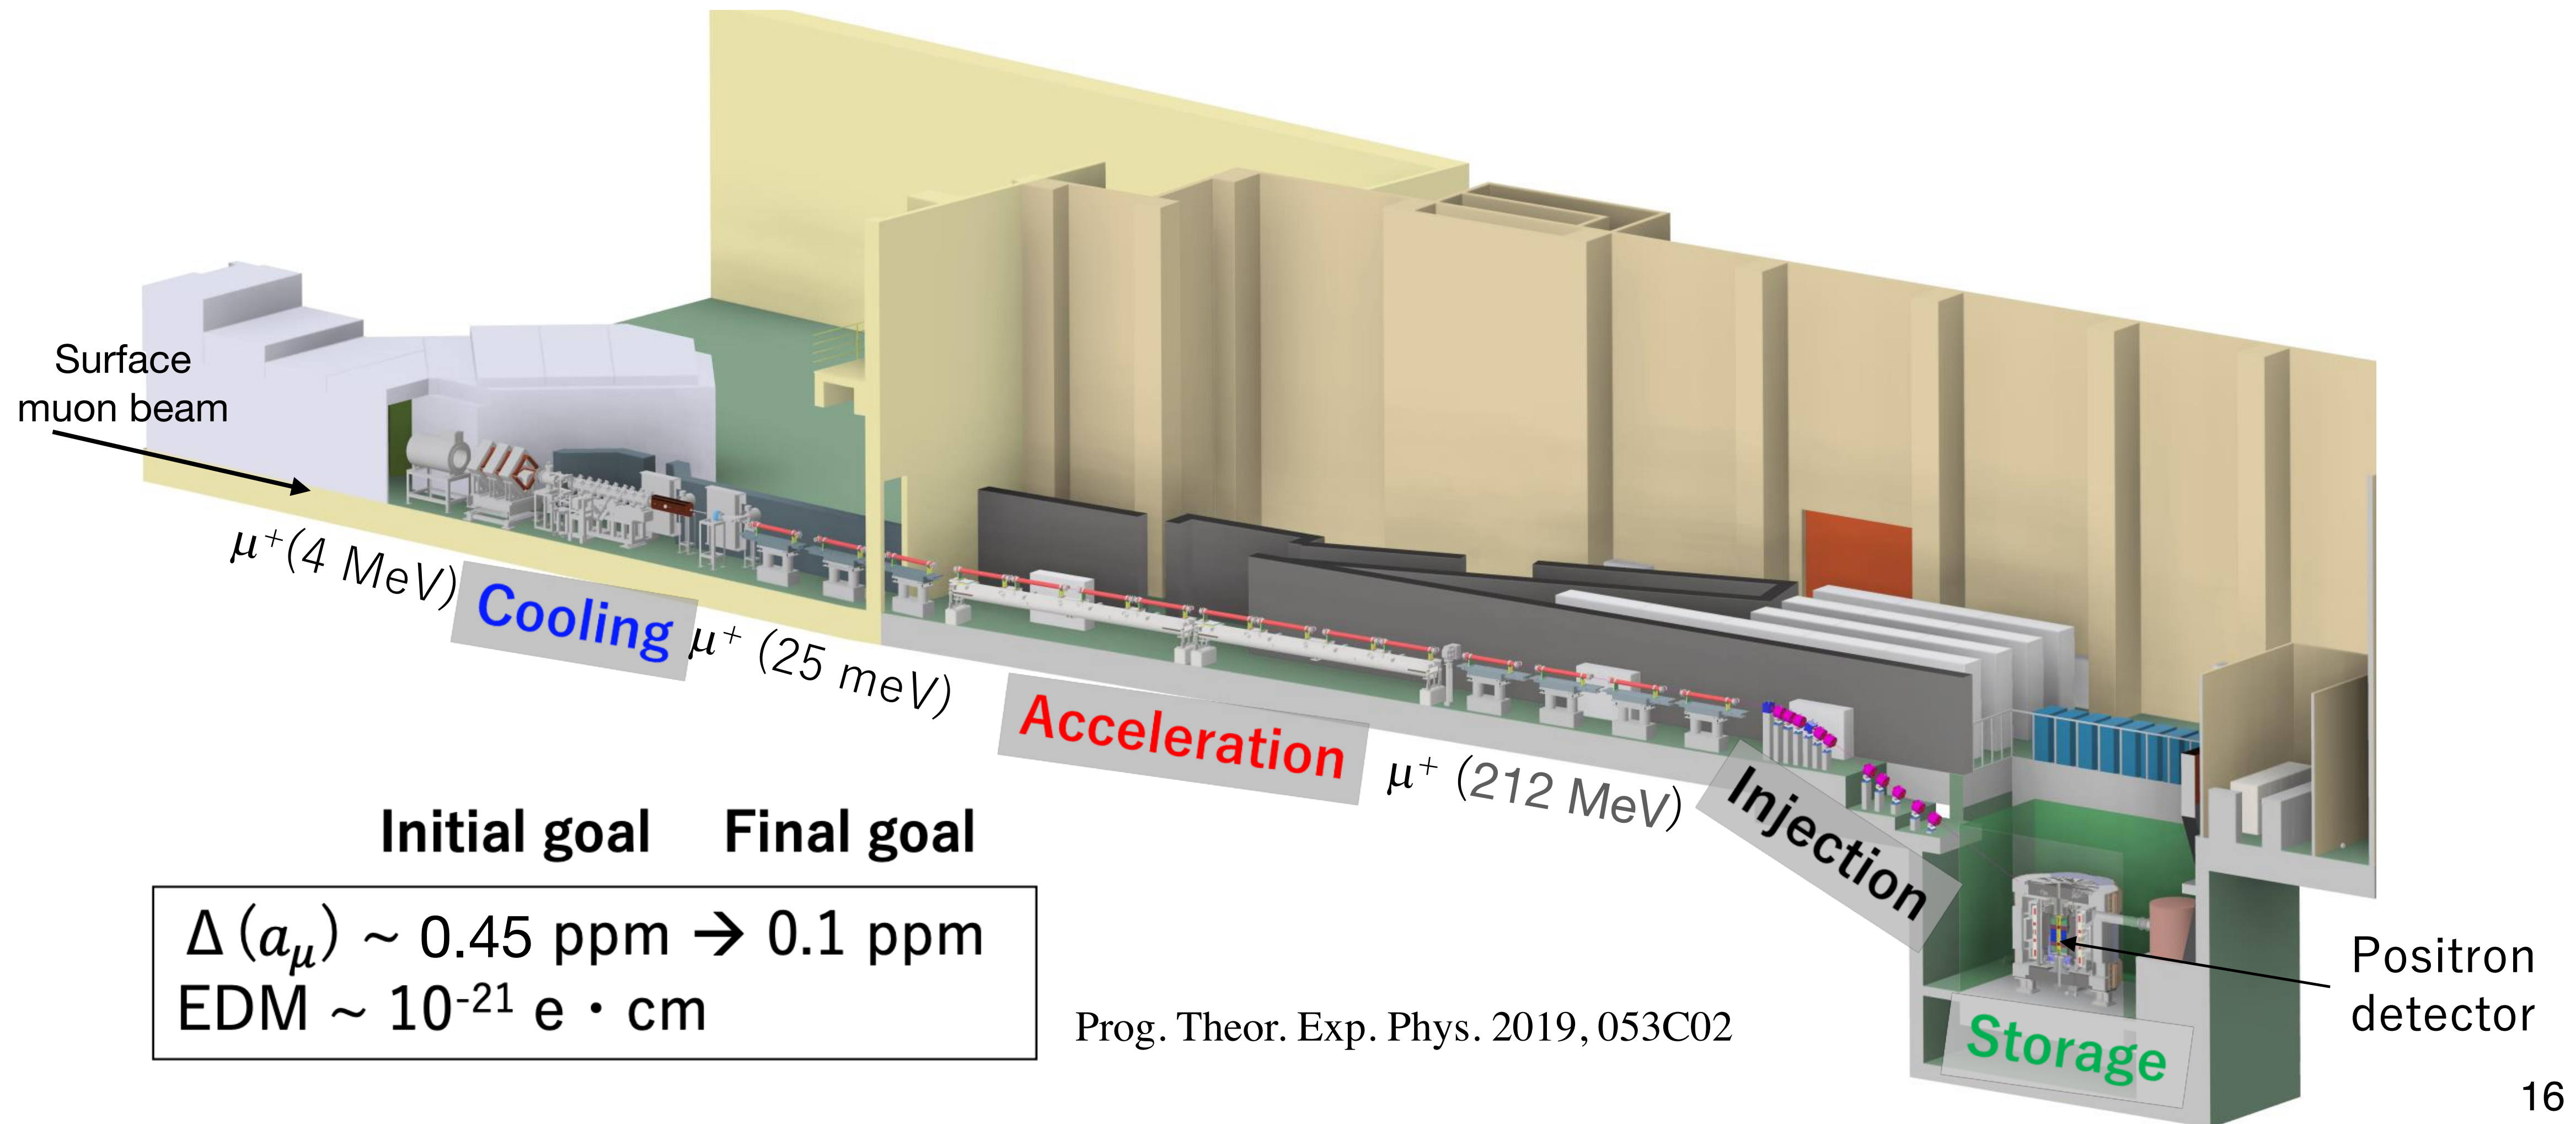 Surface
muon beam
μ⁺(4 MeV)
Cooling
μ⁺ (25 meV)
Acceleration
μ⁺ (212 MeV)
Injection
Storage
Positron
detector
Initial goal Final goal
Δ(aμ) ~ 0.45 ppm → 0.1 ppm
EDM ~ 10⁻²¹ e・cm
Prog. Theor. Exp. Phys. 2019, 053C02
16